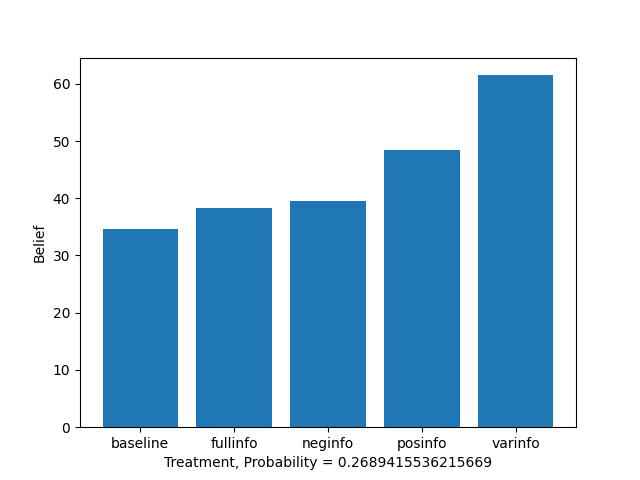 60
50
40
30
20
10
0
Belief
baseline fullinfo neginfo posinfo varinfo
Treatment, Probability = 0.2689415536215669